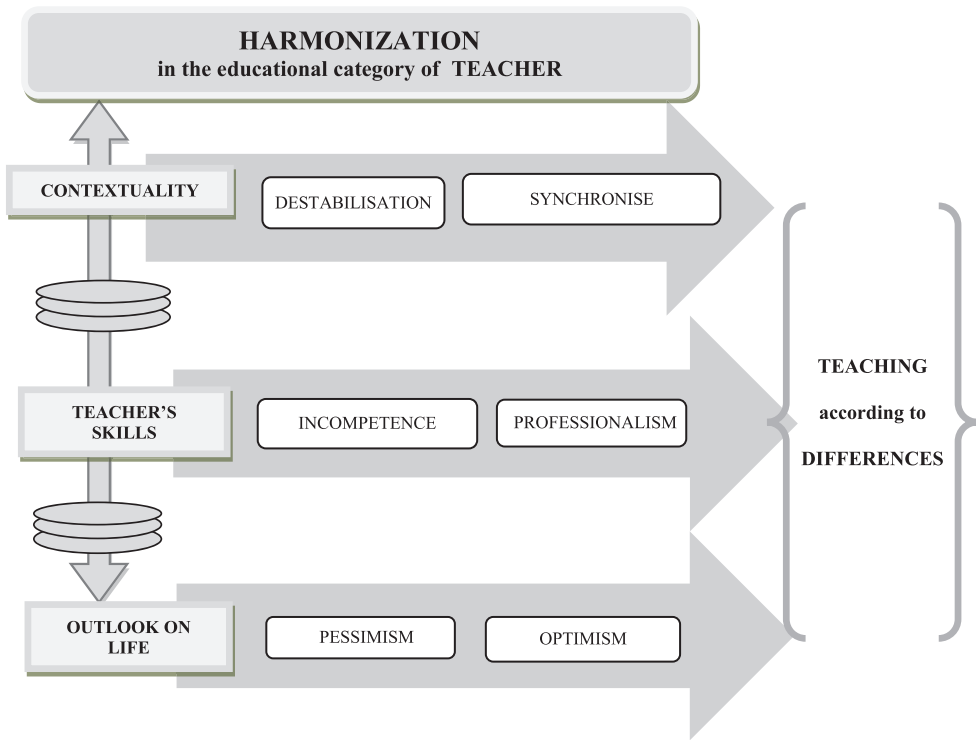 HARMONIZATION
in the educational category of TEACHER
CONTEXTUALITY
DESTABILISATION
SYNCHRONISE
TEACHER’S
SKILLS
INCOMPETENCE
PROFESSIONALISM
OUTLOOK ON
LIFE
PESSIMISM
OPTIMISM
TEACHING
according to
DIFFERENCES